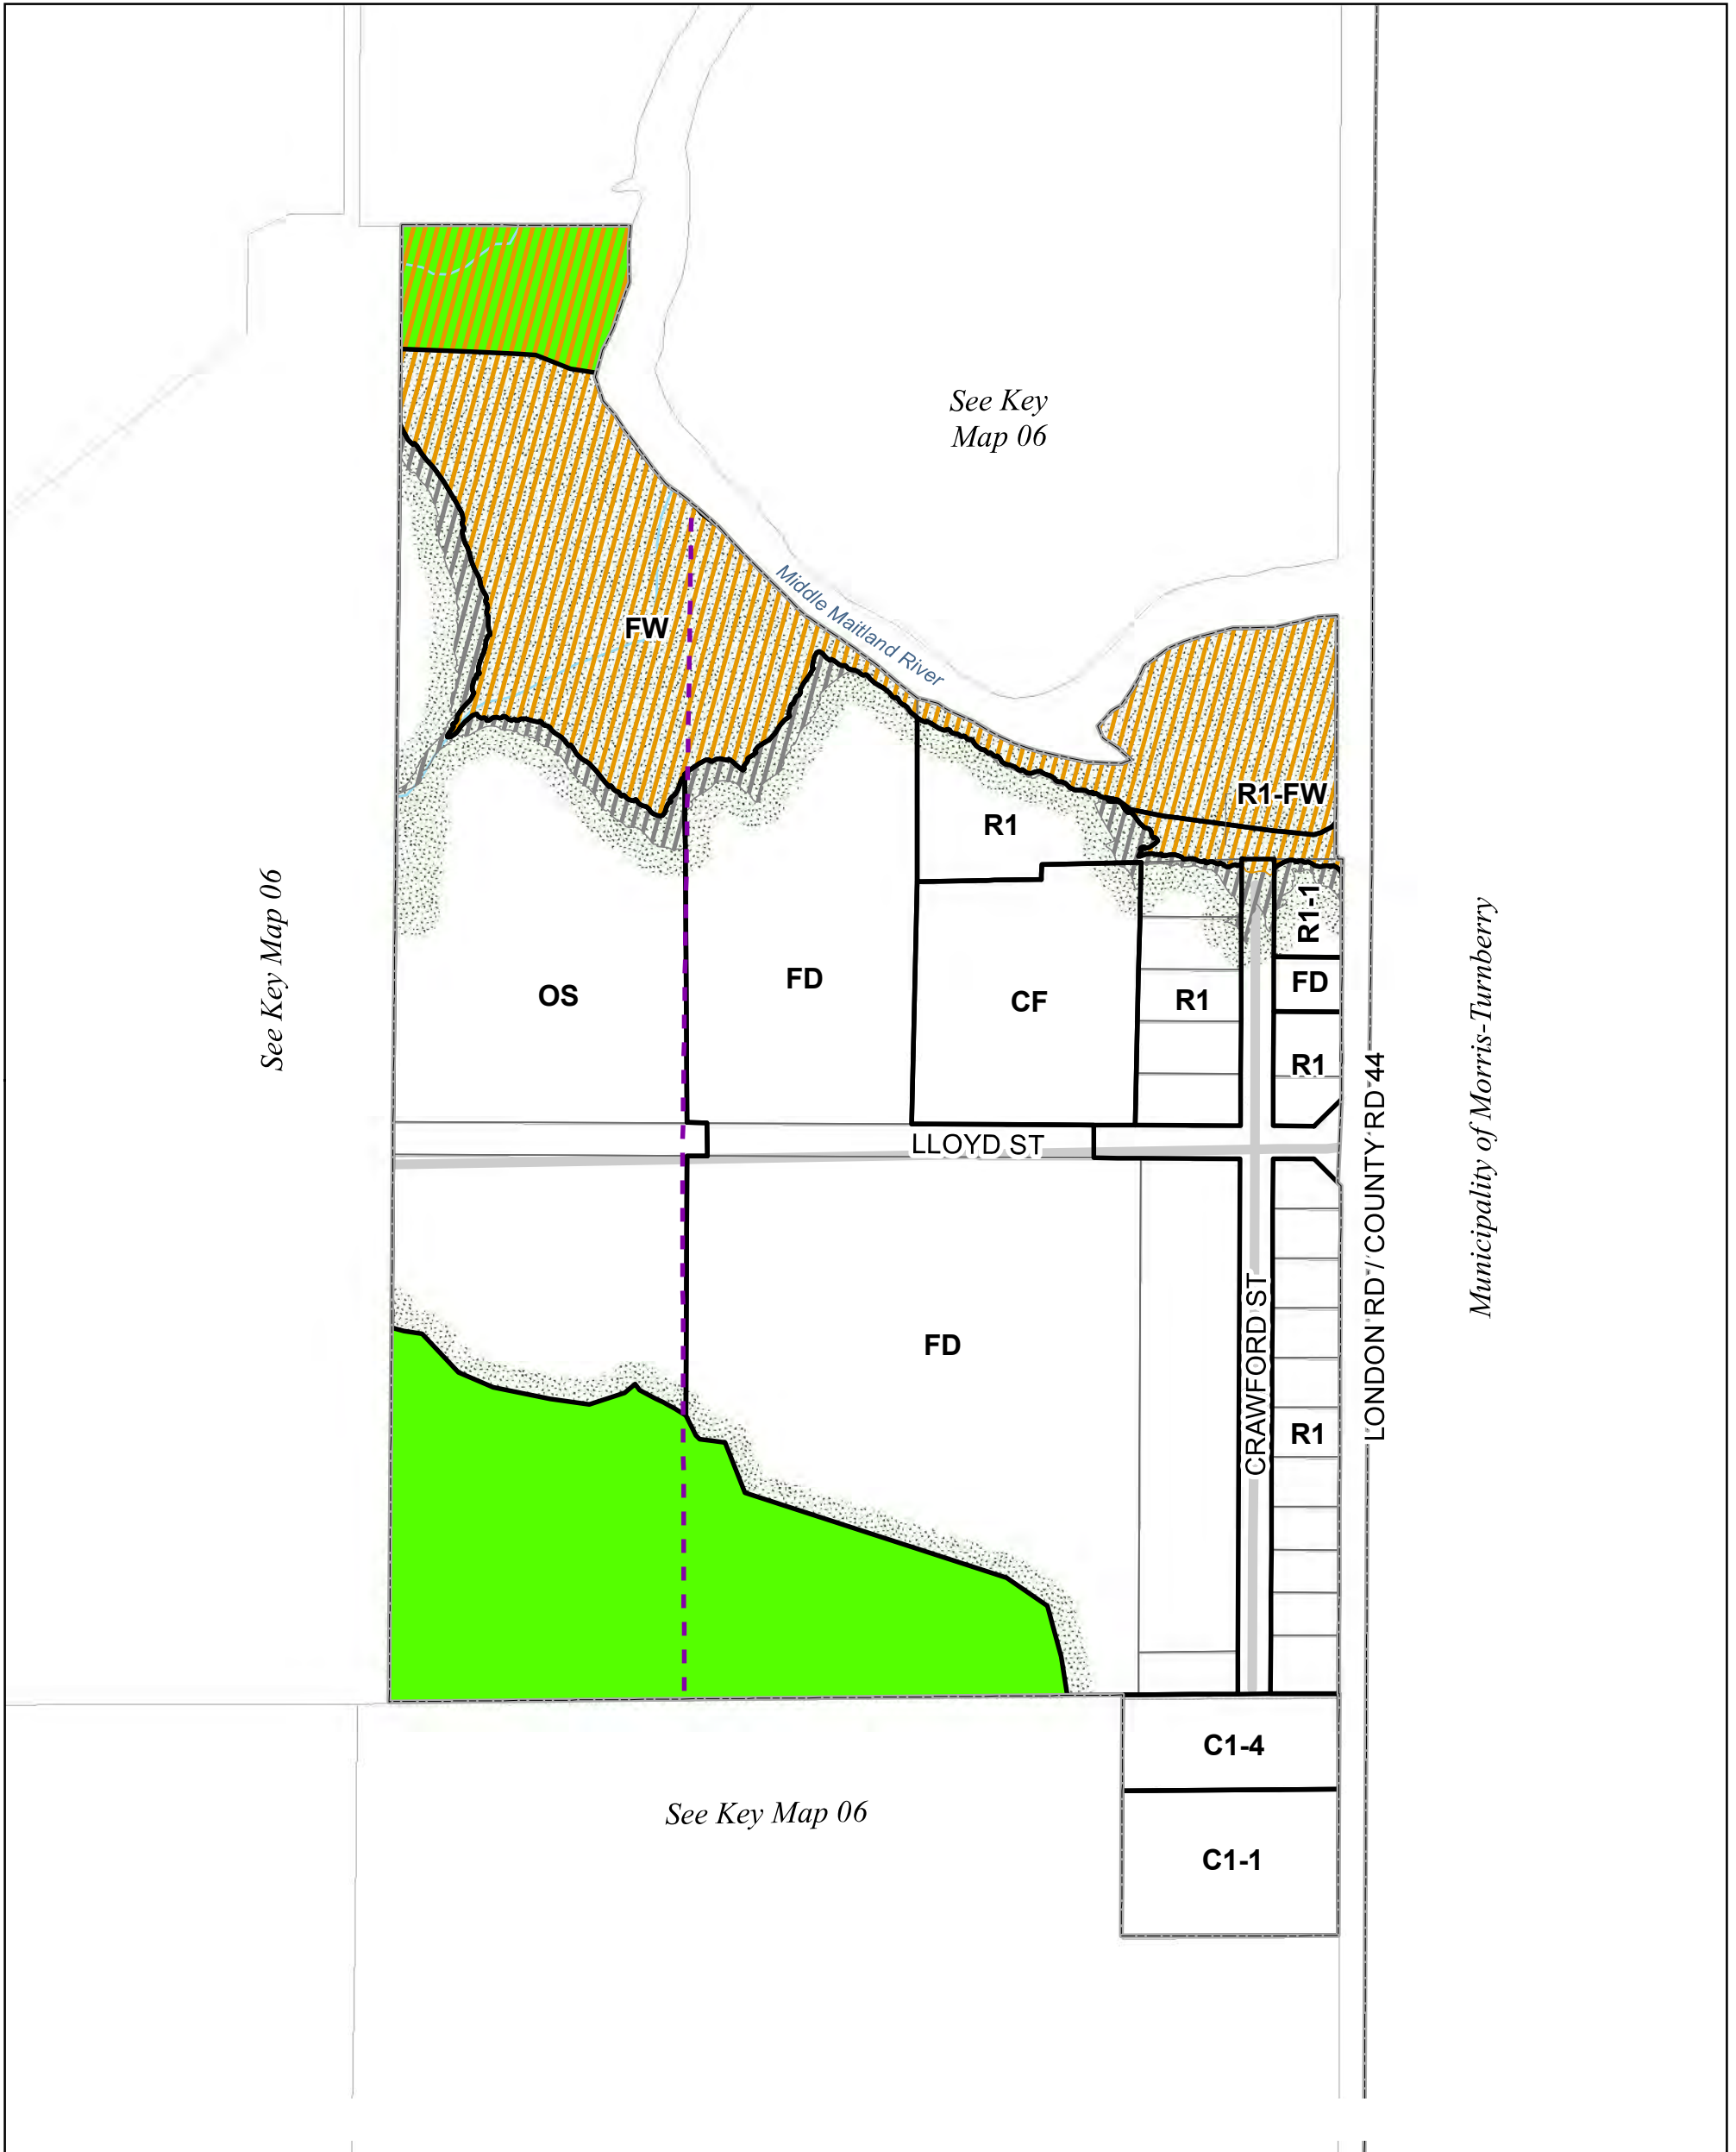 See Key
Map 06
Middle Maitland River
FW
R1-FW
R1
See Key Map 06
R1-1
Municipality of Morris-Turnberry
FD
FD
OS
CF
R1
R1
LONDON RD / COUNTY RD 44
LLOYD ST
CRAWFORD ST
FD
R1
C1-4
See Key Map 06
C1-1